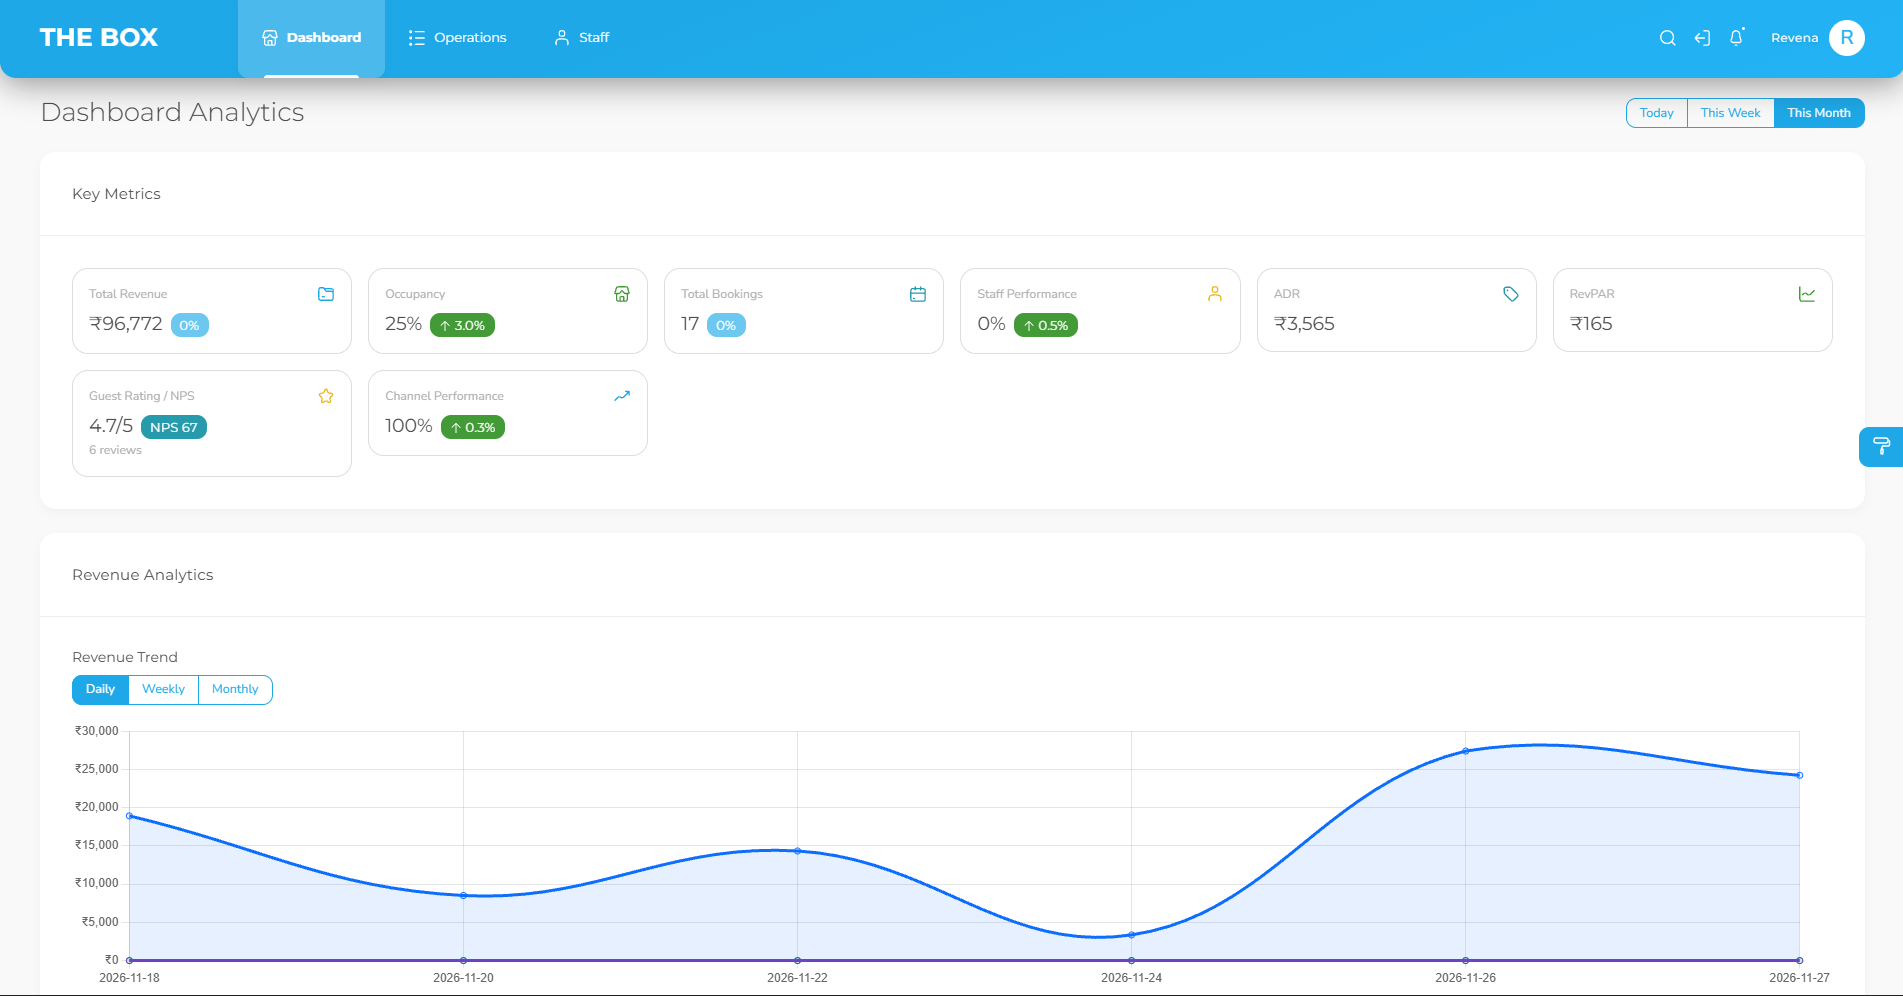 THE BOX
Dashboard
Operations
Staff
Revena
R
Dashboard Analytics
Today
This Week
This Month
Key Metrics
Total Revenue
₹96,772 0%
Occupancy
25% ↑ 3.0%
Total Bookings
17 0%
Staff Performance
0% ↑ 0.5%
ADR
₹3,565
RevPAR
₹165
Guest Rating / NPS
4.7/5 NPS 67
6 reviews
Channel Performance
100% ↑ 0.3%
Revenue Analytics
Revenue Trend
Daily
Weekly
Monthly
₹30,000
₹25,000
₹20,000
₹15,000
₹10,000
₹5,000
₹0
2026-11-18
2026-11-20
2026-11-22
2026-11-24
2026-11-26
2026-11-27